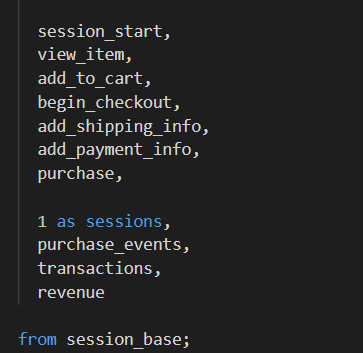 session_start,
view_item,
add_to_cart,
begin_checkout,
add_shipping_info,
add_payment_info,
purchase,
1 as sessions,
purchase_events,
transactions,
revenue
from session_base;